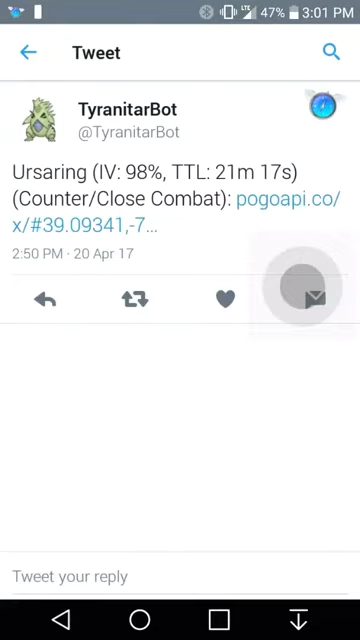 LTE 47% 3:01 PM
Tweet
TyranitarBot
@TyranitarBot
Ursaring (IV: 98%, TTL: 21m 17s)
(Counter/Close Combat): pogoapi.co/
x/#39.09341,-7…
2:50 PM · 20 Apr 17
Tweet your reply